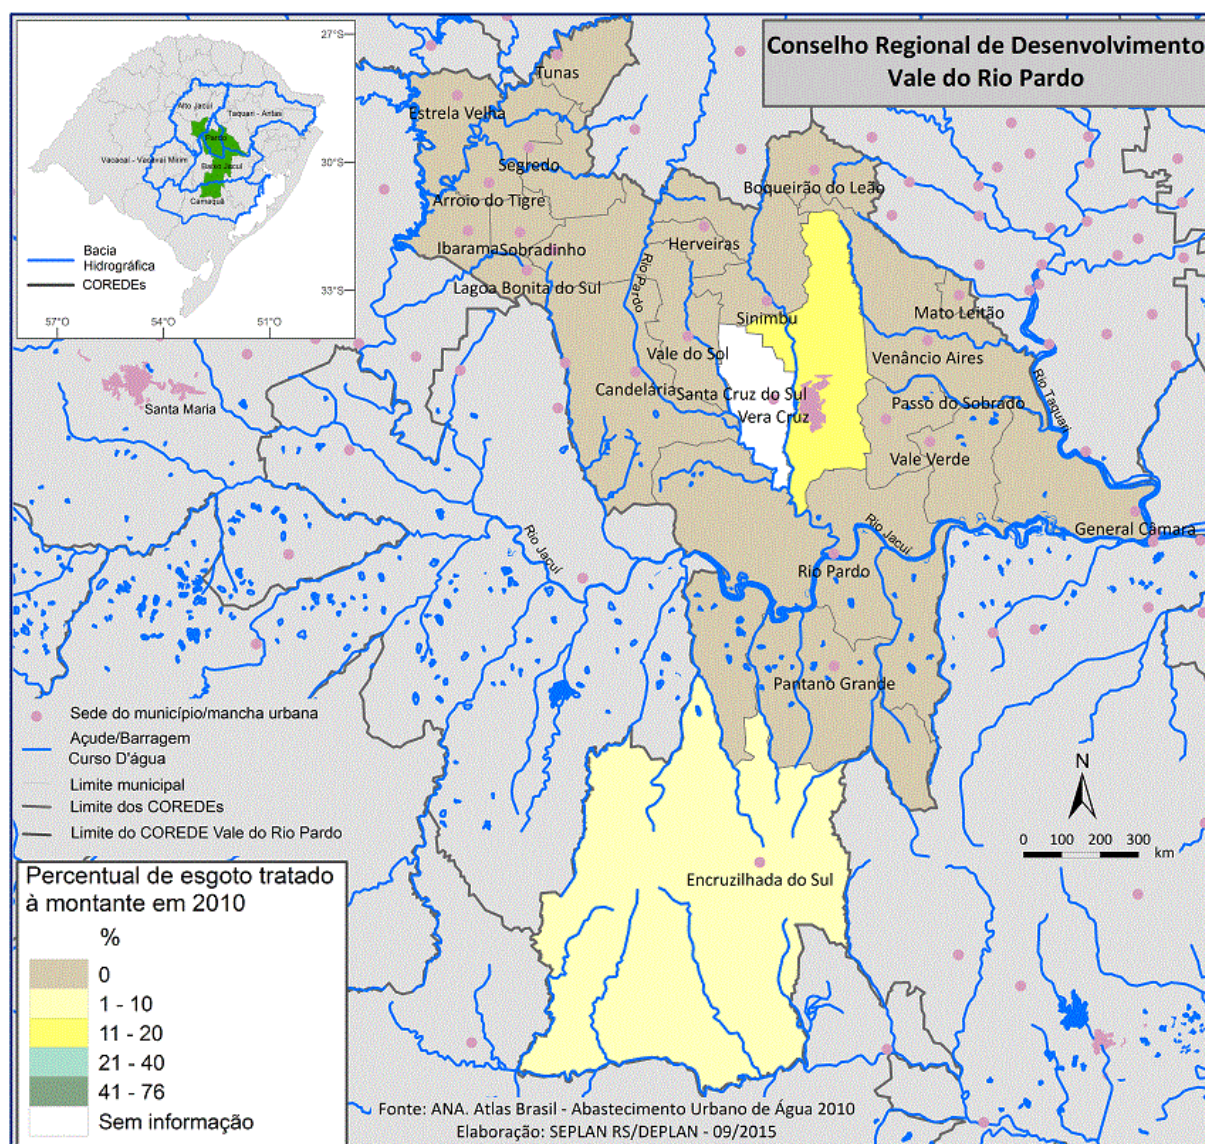 Conselho Regional de Desenvolvimento
Vale do Rio Pardo
27°S
30°S
33°S
57°O
54°O
51°O
Alto Jacuí
Taquari - Antas
Pardo
Vacacaí - Vacavaí Mirim
Baixo Jacuí
Camaquã
Bacia
Hidrográfica
COREDEs
Tunas
Estrela Velha
Segredo
Boqueirão do Leão
Arroio do Tigre
Ibarama
Sobradinho
Herveiras
Lagoa Bonita do Sul
Rio Pardo
Mato Leitão
Sinimbu
Vale do Sol
Venâncio Aires
Candelária
Santa Cruz do Sul
Passo do Sobrado
Rio Taquari
Santa Maria
Vera Cruz
Vale Verde
General Câmara
Rio Jacuí
Rio Jacuí
Rio Pardo
Pantano Grande
Encruzilhada do Sul
Sede do município/mancha urbana
Açude/Barragem
Curso D'água
Limite municipal
Limite dos COREDEs
Limite do COREDE Vale do Rio Pardo
N
0 100 200 300
km
Percentual de esgoto tratado
à montante em 2010
%
0
1 - 10
11 - 20
21 - 40
41 - 76
Sem informação
Fonte: ANA. Atlas Brasil - Abastecimento Urbano de Água 2010
Elaboração: SEPLAN RS/DEPLAN - 09/2015